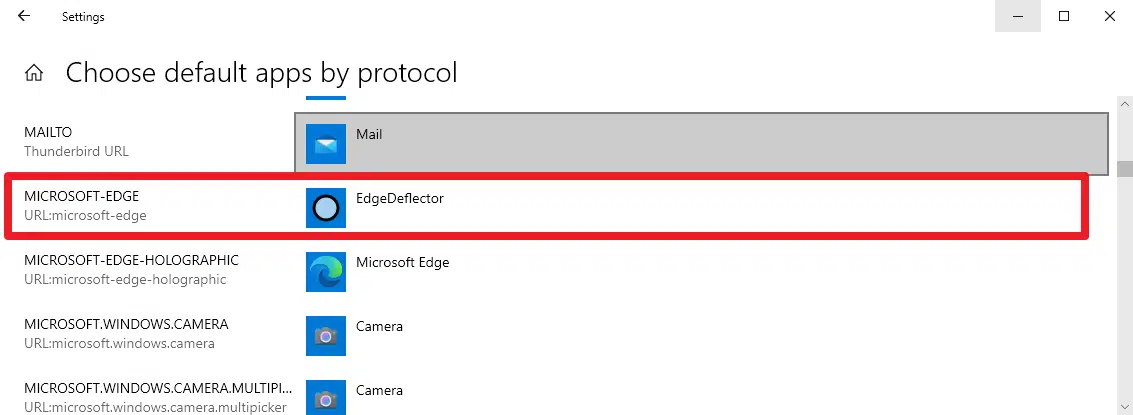 Settings
Choose default apps by protocol
MAILTO
Thunderbird URL
Mail
MICROSOFT-EDGE
URL:microsoft-edge
EdgeDeflector
MICROSOFT-EDGE-HOLOGRAPHIC
URL:microsoft-edge-holographic
Microsoft Edge
MICROSOFT.WINDOWS.CAMERA
URL:microsoft.windows.camera
Camera
MICROSOFT.WINDOWS.CAMERA.MULTIPI...
URL:microsoft.windows.camera.multipicker
Camera